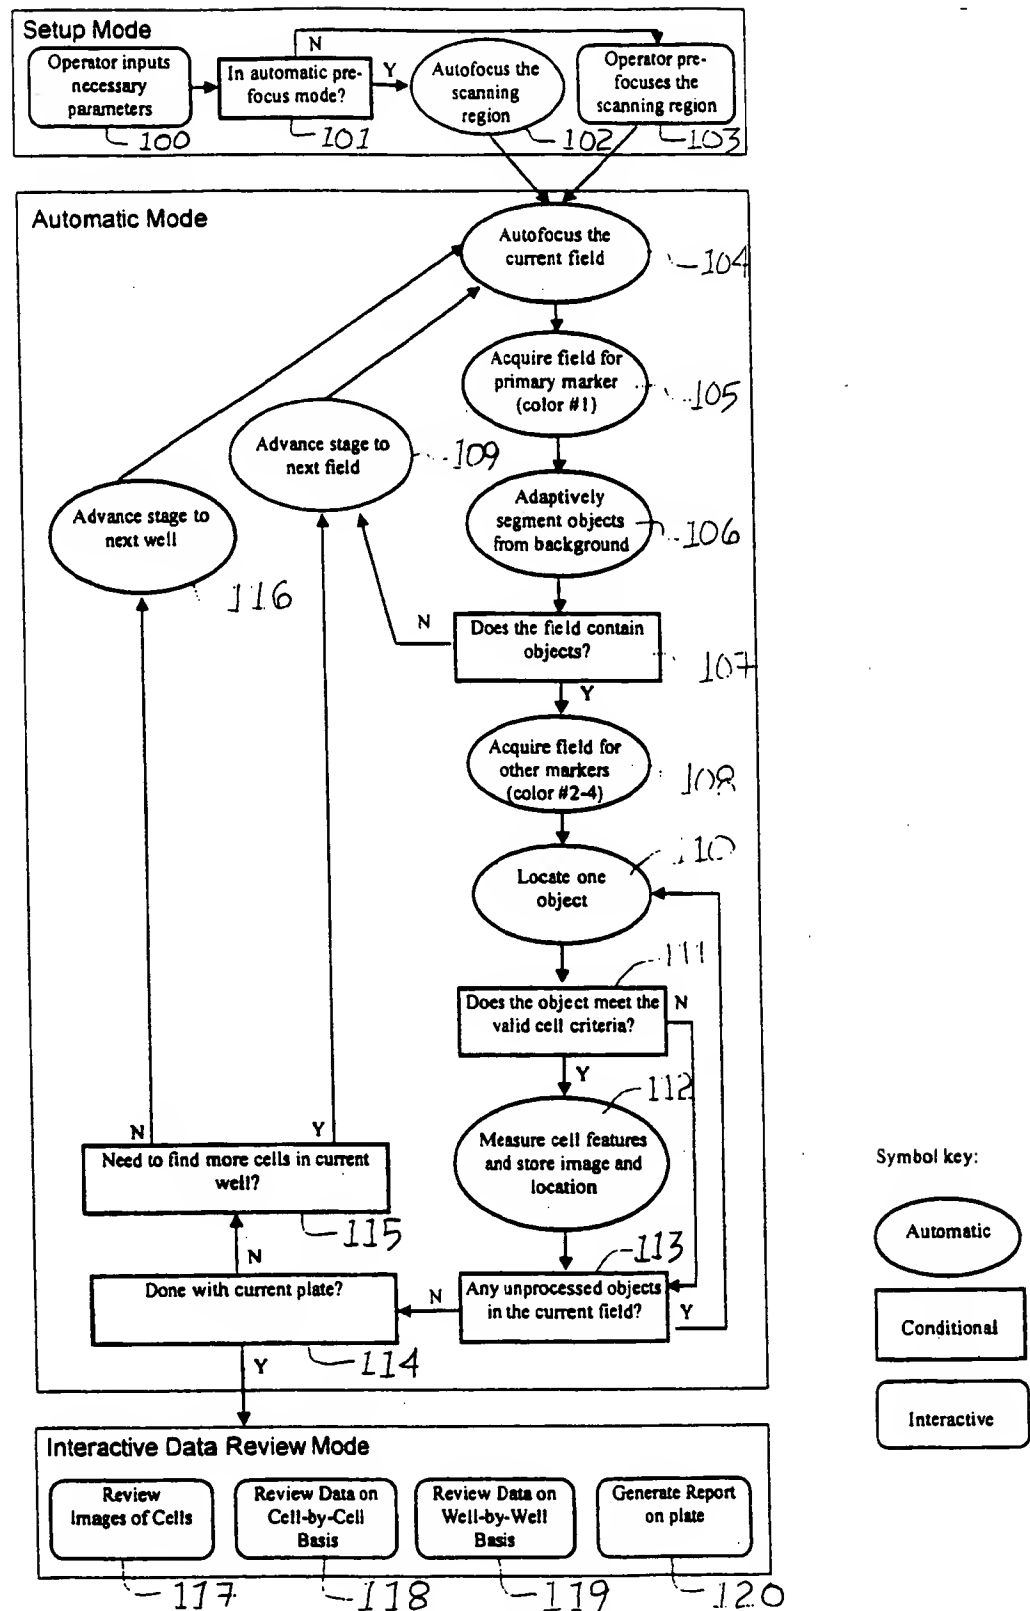 Setup Mode
Operator inputs
necessary
parameters
100
In automatic pre-
focus mode?
101
N
Y
Autofocus the
scanning
region
102
Operator pre-
focuses the
scanning region
103
Automatic Mode
Autofocus the
current field
104
Acquire field for
primary marker
(color #1)
105
Adaptively
segment objects
from background
106
Does the field contain
objects?
107
N
Y
Acquire field for
other markers
(color #2-4)
108
Advance stage to
next field
109
Locate one
object
110
Does the object meet the
valid cell criteria?
111
N
Y
Measure cell features
and store image and
location
112
Any unprocessed objects
in the current field?
113
N
Y
Done with current plate?
114
N
Y
Need to find more cells in current
well?
115
N
Y
Advance stage to
next well
116
Interactive Data Review Mode
Review
Images of Cells
117
Review Data on
Cell-by-Cell
Basis
118
Review Data on
Well-by-Well
Basis
119
Generate Report
on plate
120
Symbol key:
Automatic
Conditional
Interactive